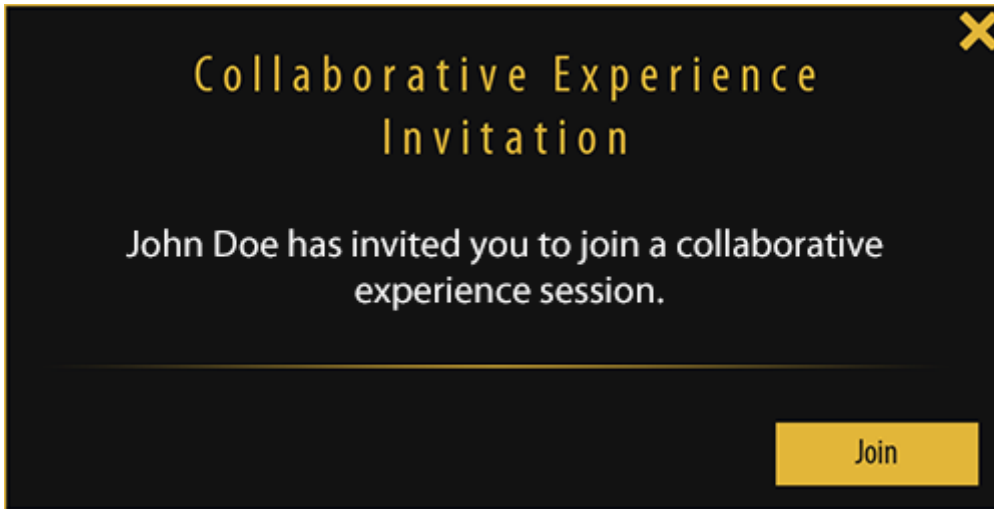 Collaborative Experience
Invitation
John Doe has invited you to join a collaborative
experience session.
Join